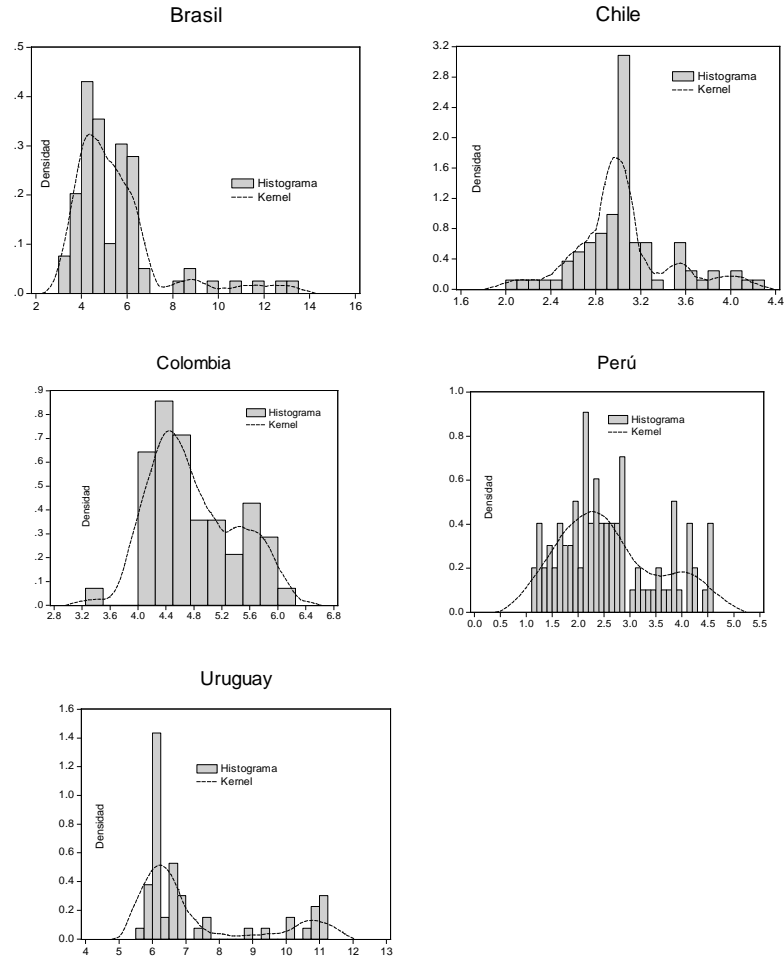 Brasil
.5
.4
.3
.2
.1
.0
Densidad
Histograma
Kernel
2 4 6 8 10 12 14 16
Chile
3.2
2.8
2.4
2.0
1.6
1.2
0.8
0.4
0.0
Densidad
Histograma
Kernel
1.6 2.0 2.4 2.8 3.2 3.6 4.0 4.4
Colombia
.9
.8
.7
.6
.5
.4
.3
.2
.1
.0
Densidad
Histograma
Kernel
2.8 3.2 3.6 4.0 4.4 4.8 5.2 5.6 6.0 6.4 6.8
Perú
1.0
0.8
0.6
0.4
0.2
0.0
Densidad
Histograma
Kernel
0.0 0.5 1.0 1.5 2.0 2.5 3.0 3.5 4.0 4.5 5.0 5.5
Uruguay
1.6
1.4
1.2
1.0
0.8
0.6
0.4
0.2
0.0
Densidad
Histograma
Kernel
4 5 6 7 8 9 10 11 12 13